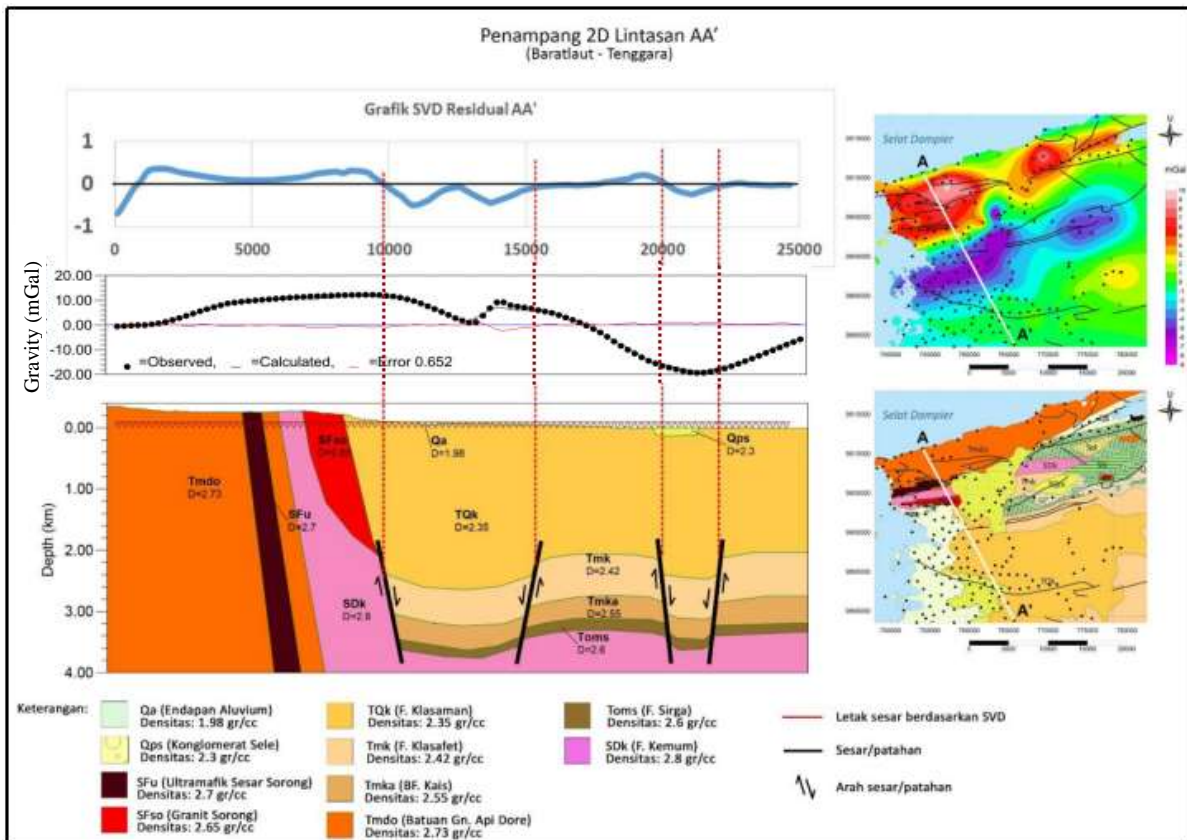 Penampang 2D Lintasan AA'
(Baratlaut - Tenggara)
Grafik SVD Residual AA'
1
0
-1
0
5000
10000
15000
20000
25000
Gravity (mGal)
20.00
10.00
0.00
-10.00
-20.00
=Observed, =Calculated, =Error 0.652
Depth (km)
0.00
1.00
2.00
3.00
4.00
Tmdo
D=2.73
SFu
D=2.7
SDk
D=2.8
Qa
D=1.98
TQk
D=2.35
Qps
D=2.3
Tmk
D=2.42
Tmka
D=2.55
Toms
D=2.6
Selat Dampier
U
A
A'
mGal
Selat Dampier
U
A
Tmdo
SDk
TQk
A'
Keterangan:
Qa (Endapan Aluvium)
Densitas: 1.98 gr/cc
Qps (Konglomerat Sele)
Densitas: 2.3 gr/cc
SFu (Ultramafik Sesar Sorong)
Densitas: 2.7 gr/cc
SFso (Granit Sorong)
Densitas: 2.65 gr/cc
TQk (F. Klasaman)
Densitas: 2.35 gr/cc
Tmk (F. Klasafet)
Densitas: 2.42 gr/cc
Tmka (BF. Kais)
Densitas: 2.55 gr/cc
Tmdo (Batuan Gn. Api Dore)
Densitas: 2.73 gr/cc
Toms (F. Sirga)
Densitas: 2.6 gr/cc
SDk (F. Kemum)
Densitas: 2.8 gr/cc
Letak sesar berdasarkan SVD
Sesar/patahan
Arah sesar/patahan